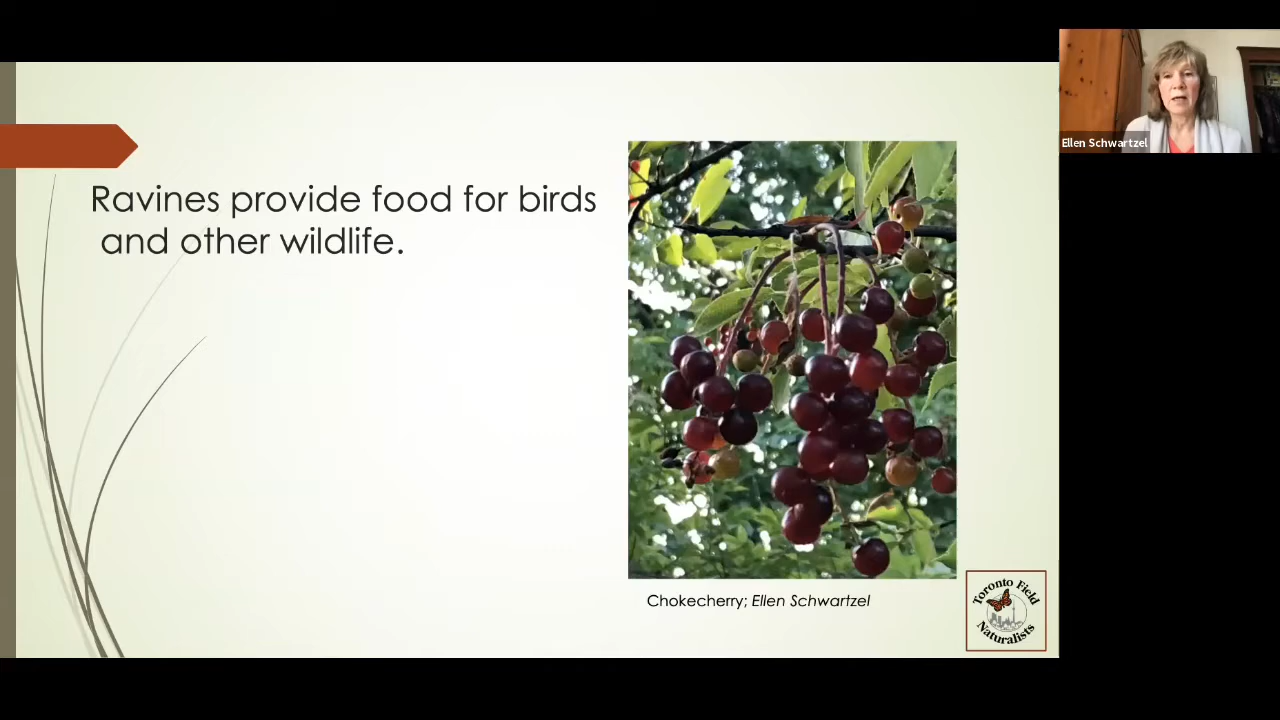 Ravines provide food for birds
and other wildlife.
Chokecherry; Ellen Schwartzel
Toronto Field
Naturalists
Ellen Schwartzel